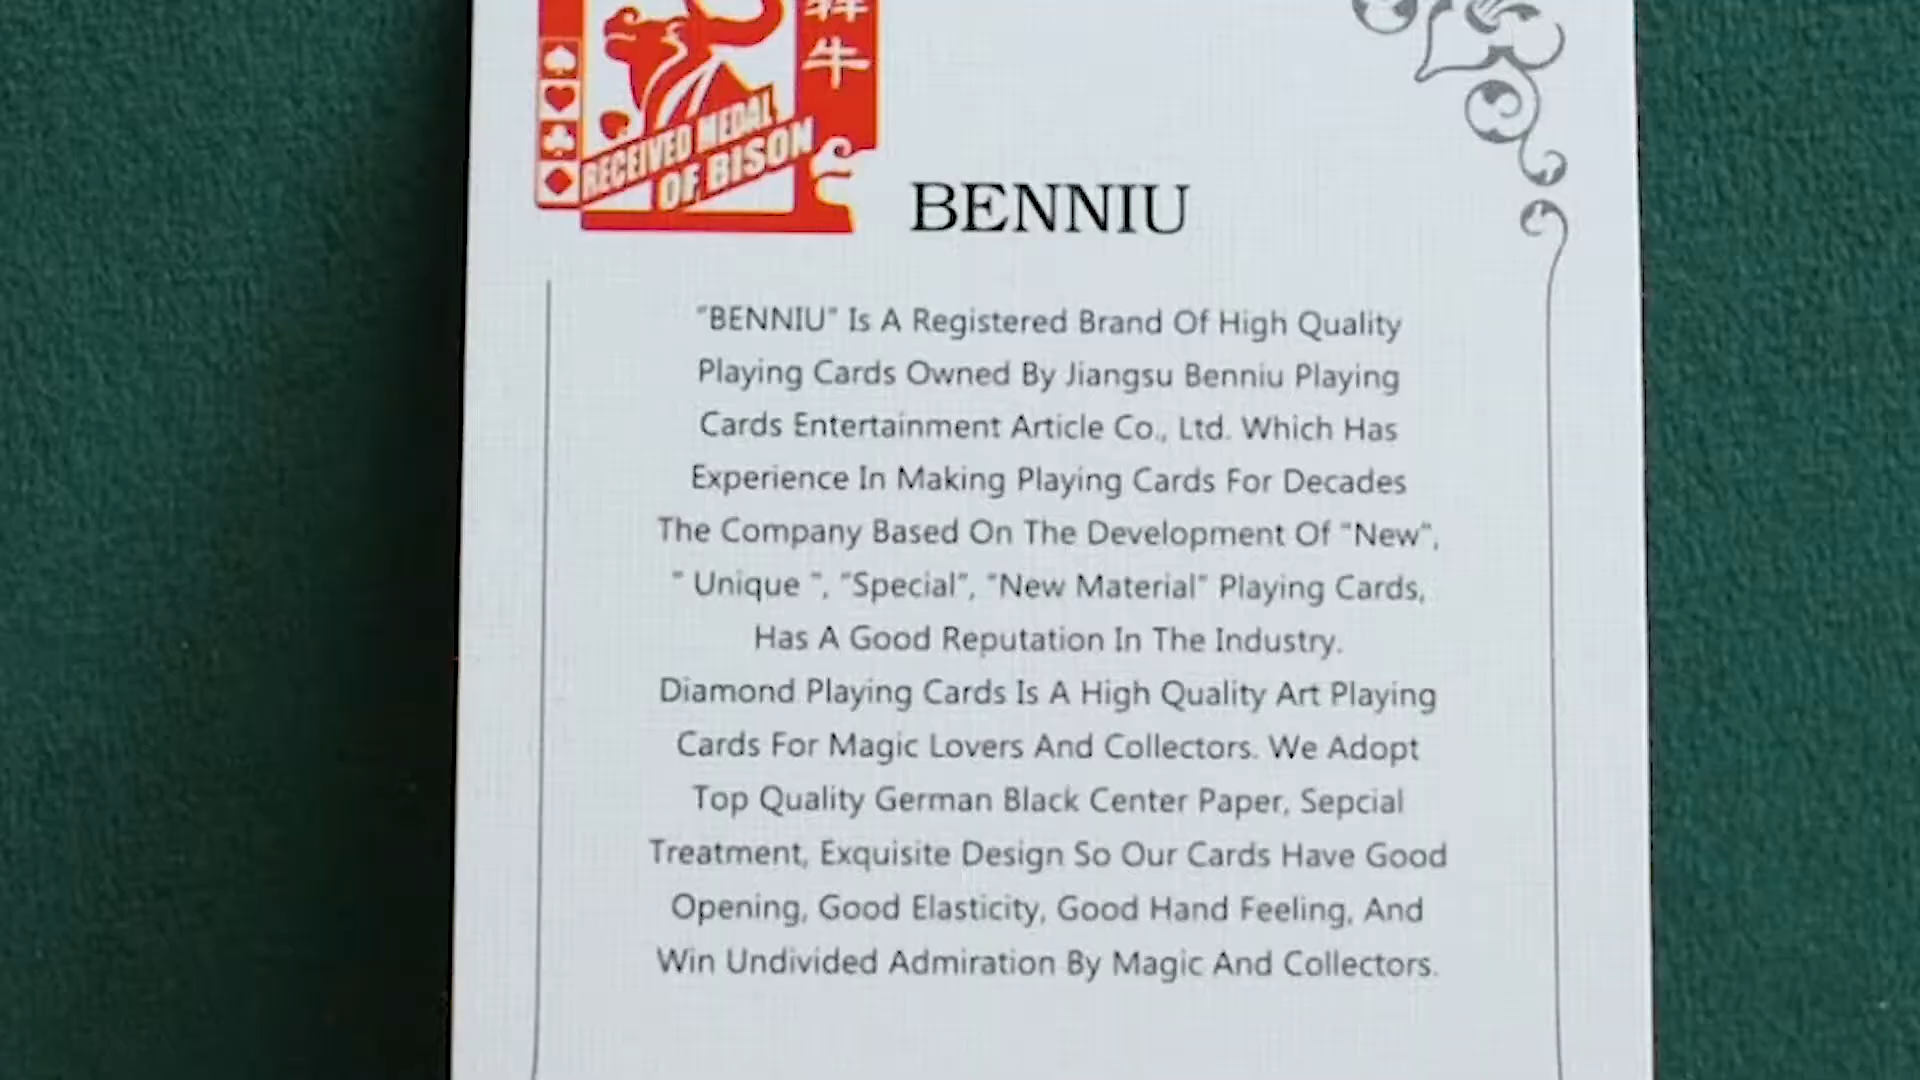 牛
RECEIVED MEDAL
OF BISON
BENNIU
"BENNIU" Is A Registered Brand Of High Quality
Playing Cards Owned By Jiangsu Benniu Playing
Cards Entertainment Article Co., Ltd. Which Has
Experience In Making Playing Cards For Decades
The Company Based On The Development Of "New",
" Unique ", "Special", "New Material" Playing Cards,
Has A Good Reputation In The Industry.
Diamond Playing Cards Is A High Quality Art Playing
Cards For Magic Lovers And Collectors. We Adopt
Top Quality German Black Center Paper, Sepcial
Treatment, Exquisite Design So Our Cards Have Good
Opening, Good Elasticity, Good Hand Feeling, And
Win Undivided Admiration By Magic And Collectors.